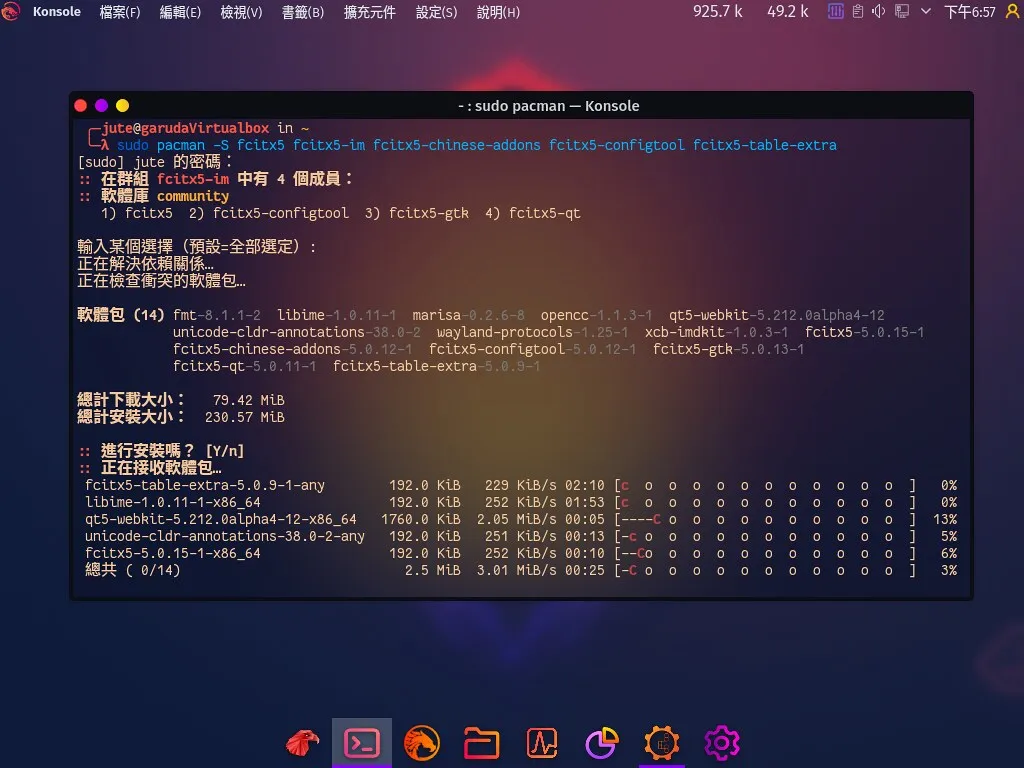 Konsole 檔案(F) 編輯(E) 檢視(V) 書籤(B) 擴充元件 設定(S) 說明(H) 925.7 k 49.2 k 下午6:57
~ : sudo pacman — Konsole
╭─jute@garudaVirtualbox in ~
╰─λ sudo pacman -S fcitx5 fcitx5-im fcitx5-chinese-addons fcitx5-configtool fcitx5-table-extra
[sudo] jute 的密碼：
:: 在群組 fcitx5-im 中有 4 個成員：
:: 軟體庫 community
1) fcitx5 2) fcitx5-configtool 3) fcitx5-gtk 4) fcitx5-qt
輸入某個選擇（預設=全部選定）:
正在解決依賴關係…
正在檢查衝突的軟體包…
軟體包 (14) fmt-8.1.1-2 libime-1.0.11-1 marisa-0.2.6-8 opencc-1.1.3-1 qt5-webkit-5.212.0alpha4-12
unicode-cldr-annotations-38.0-2 wayland-protocols-1.25-1 xcb-imdkit-1.0.3-1 fcitx5-5.0.15-1
fcitx5-chinese-addons-5.0.12-1 fcitx5-configtool-5.0.12-1 fcitx5-gtk-5.0.13-1
fcitx5-qt-5.0.11-1 fcitx5-table-extra-5.0.9-1
總計下載大小： 79.42 MiB
總計安裝大小： 230.57 MiB
:: 進行安裝嗎？ [Y/n]
:: 正在接收軟體包…
fcitx5-table-extra-5.0.9-1-any 192.0 KiB 229 KiB/s 02:10 [c o o o o o o o o o o o ] 0%
libime-1.0.11-1-x86_64 192.0 KiB 252 KiB/s 01:53 [c o o o o o o o o o o o ] 0%
qt5-webkit-5.212.0alpha4-12-x86_64 1760.0 KiB 2.05 MiB/s 00:05 [----C o o o o o o o o o o ] 13%
unicode-cldr-annotations-38.0-2-any 192.0 KiB 251 KiB/s 00:13 [-c o o o o o o o o o o o ] 5%
fcitx5-5.0.15-1-x86_64 192.0 KiB 252 KiB/s 00:10 [--Co o o o o o o o o o o ] 6%
總共 ( 0/14) 2.5 MiB 3.01 MiB/s 00:25 [-C o o o o o o o o o o o ] 3%